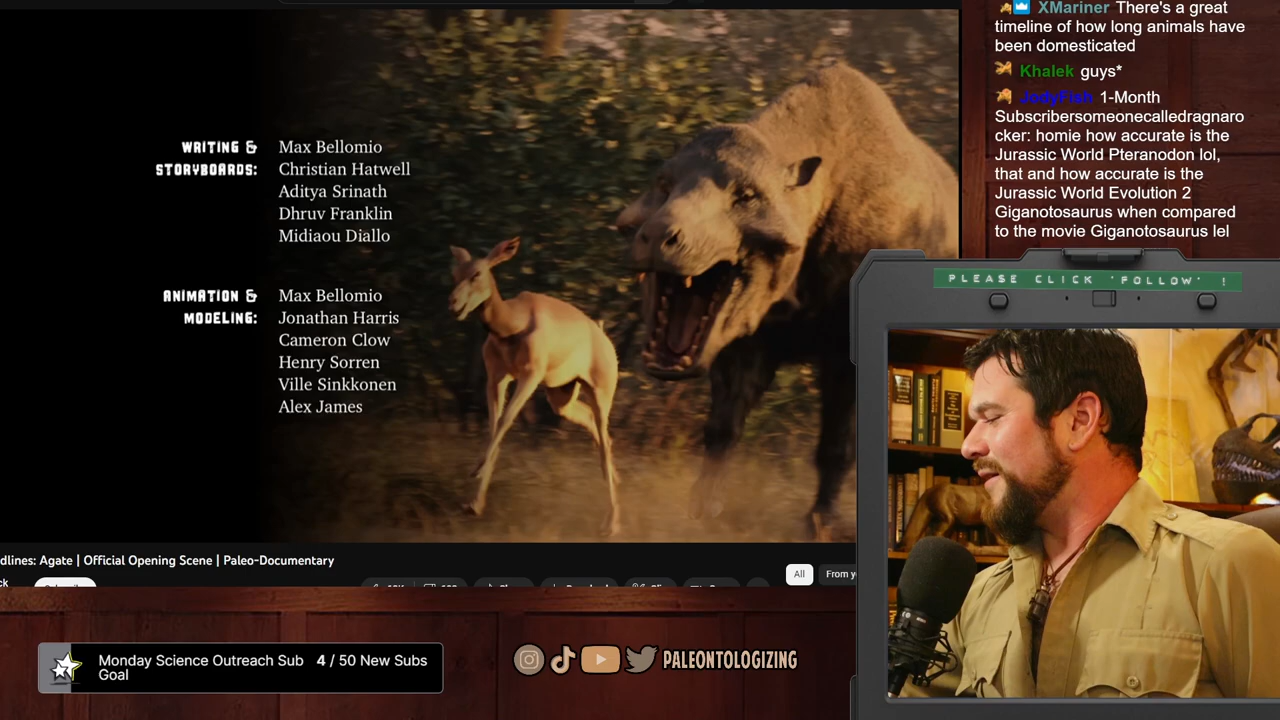 WRITING &
STORYBOARDS:
Max Bellomio
Christian Hatwell
Aditya Srinath
Dhruv Franklin
Midiaou Diallo
ANIMATION &
MODELING:
Max Bellomio
Jonathan Harris
Cameron Clow
Henry Sorren
Ville Sinkkonen
Alex James
dlines: Agate | Official Opening Scene | Paleo-Documentary
All
From y
XMariner There's a great
timeline of how long animals have
been domesticated
Khalek guys*
JodyFish 1-Month
Subscribersomeonecalledragnaro
cker: homie how accurate is the
Jurassic World Pteranodon lol,
that and how accurate is the
Jurassic World Evolution 2
Giganotosaurus when compared
to the movie Giganotosaurus lel
PLEASE CLICK 'FOLLOW' !
Monday Science Outreach Sub
Goal
4 / 50 New Subs
PALEONTOLOGIZING